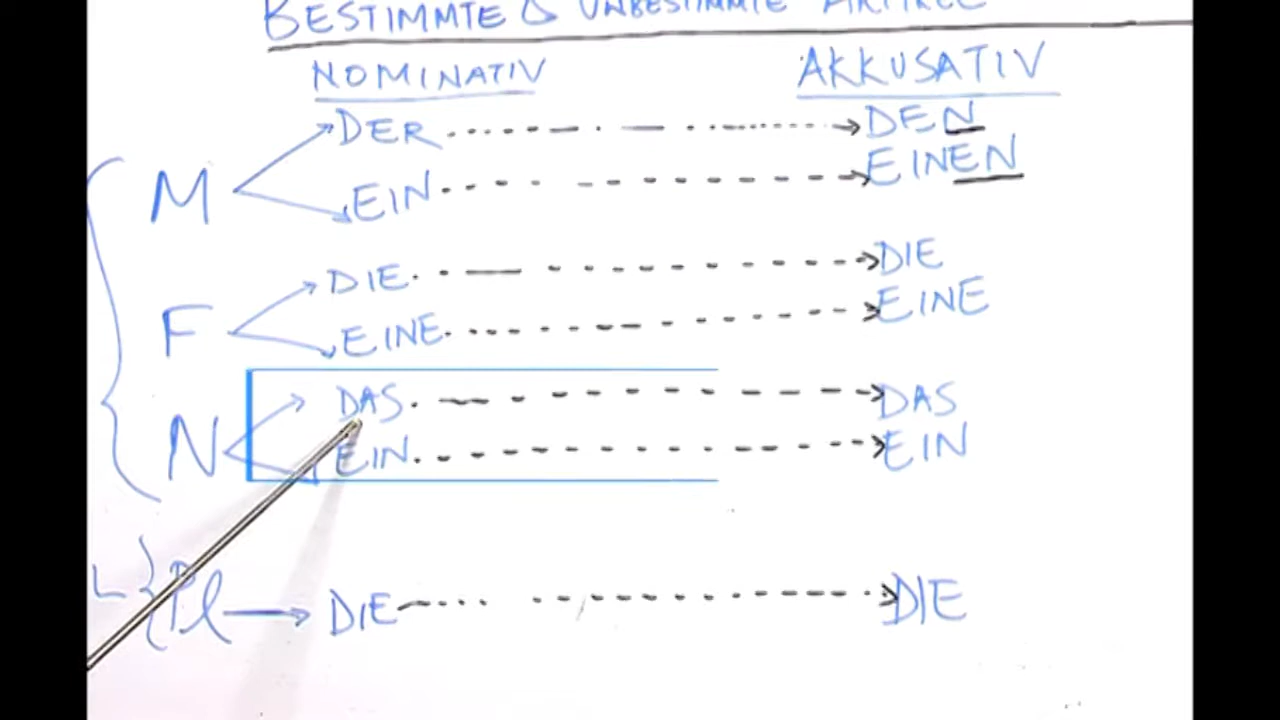 BESTIMMTE & UNBESTIMMTE ARTIKEL
NOMINATIV AKKUSATIV
DER DEN
M EIN EINEN
DIE DIE
F EINE EINE
DAS DAS
N EIN EIN
Pl DIE DIE